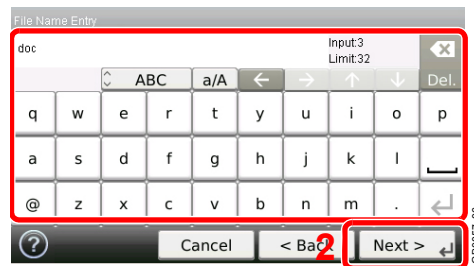 File Name Entry
doc
Input:3
Limit:32
ABC a/A ← → ↑ ↓ Del.
q w e r t y u i o p
a s d f g h j k l
@ z x c v b n m .
? Cancel < Back Next >
2